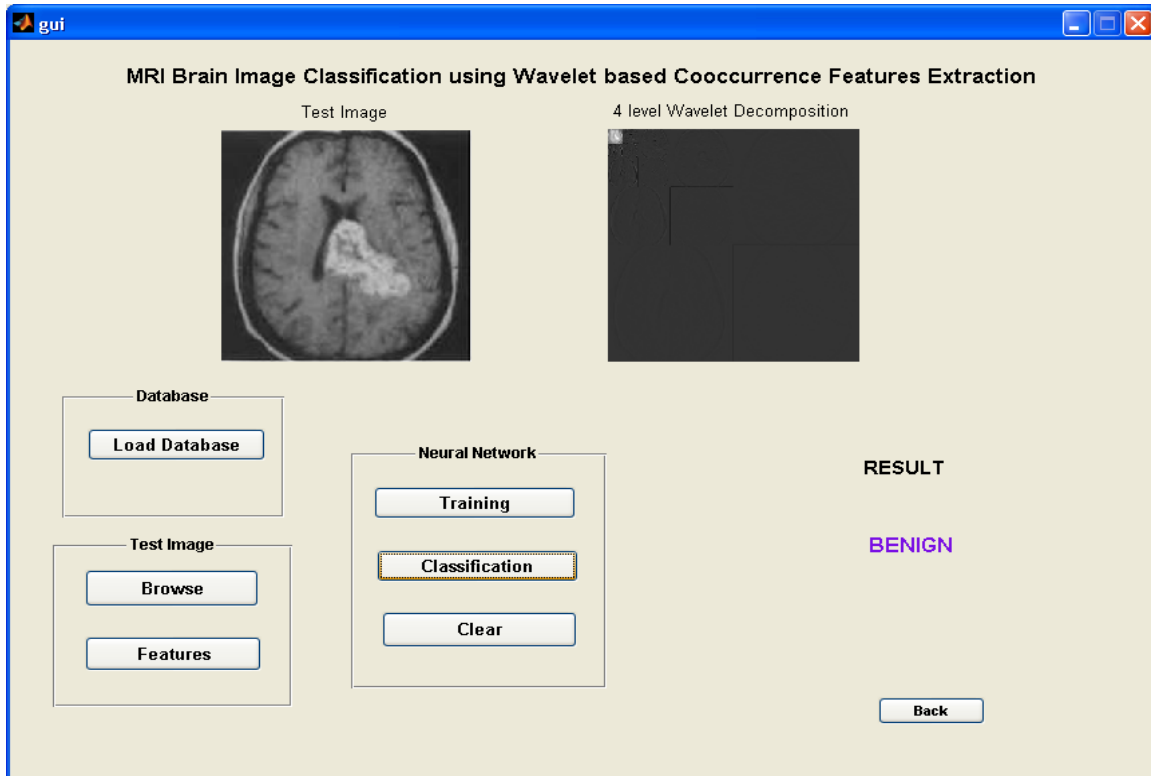 gui
MRI Brain Image Classification using Wavelet based Cooccurrence Features Extraction
Test Image
4 level Wavelet Decomposition
Database
Load Database
Test Image
Browse
Features
Neural Network
Training
Classification
Clear
RESULT
BENIGN
Back